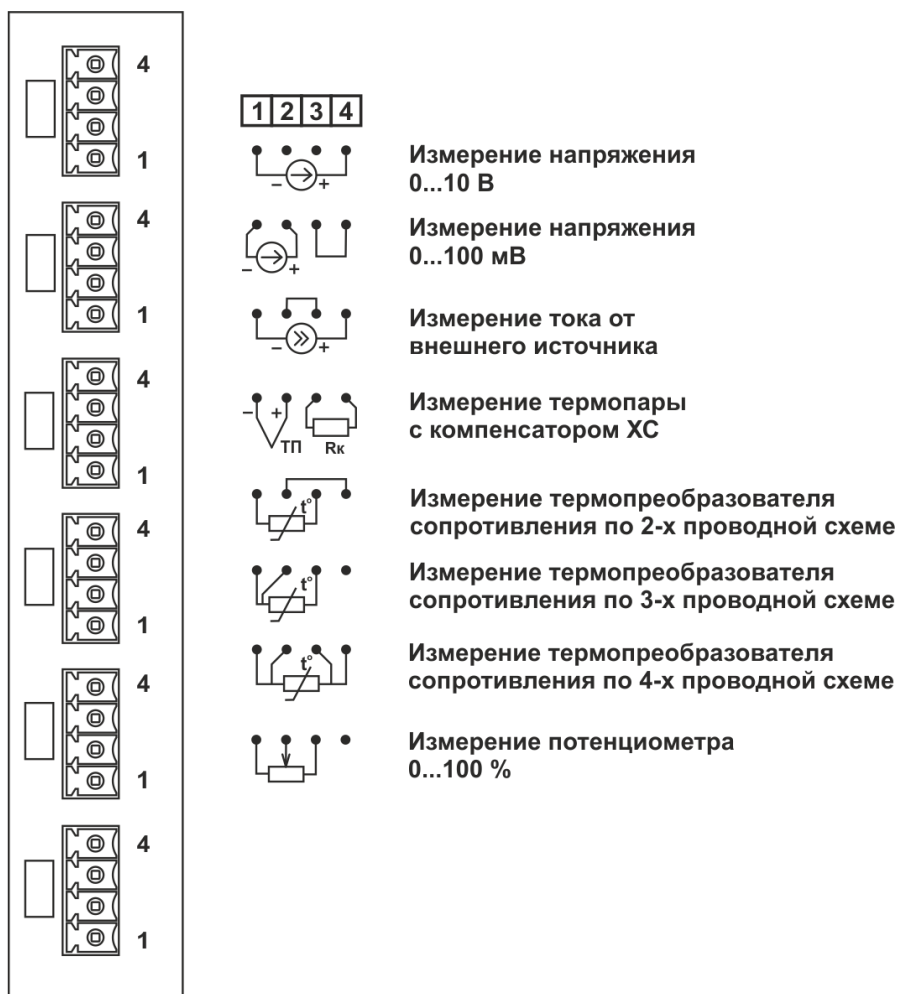 4
1
4
1
4
1
4
1
4
1
4
1
1 2 3 4
− +
Измерение напряжения
0...10 В
− +
Измерение напряжения
0...100 мВ
− +
Измерение тока от
внешнего источника
− + ТП Rк
Измерение термопары
с компенсатором ХС
t°
Измерение термопреобразователя
сопротивления по 2-х проводной схеме
t°
Измерение термопреобразователя
сопротивления по 3-х проводной схеме
t°
Измерение термопреобразователя
сопротивления по 4-х проводной схеме
Измерение потенциометра
0...100 %